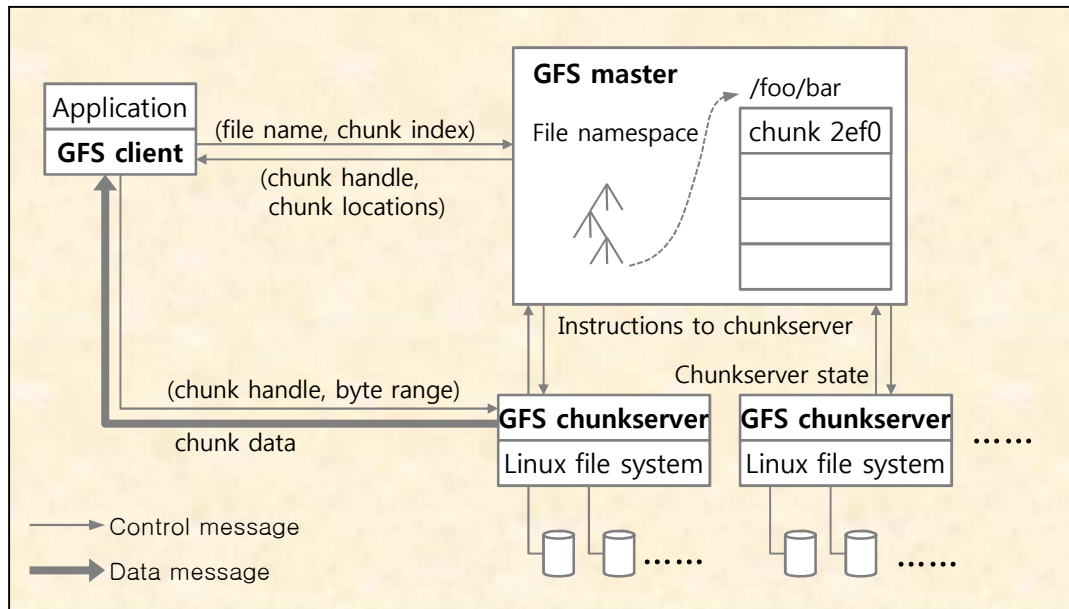 Application
GFS client
(file name, chunk index)
(chunk handle,
chunk locations)
GFS master
File namespace
/foo/bar
chunk 2ef0
Instructions to chunkserver
Chunkserver state
(chunk handle, byte range)
chunk data
GFS chunkserver
Linux file system
GFS chunkserver
Linux file system
......
......
......
Control message
Data message